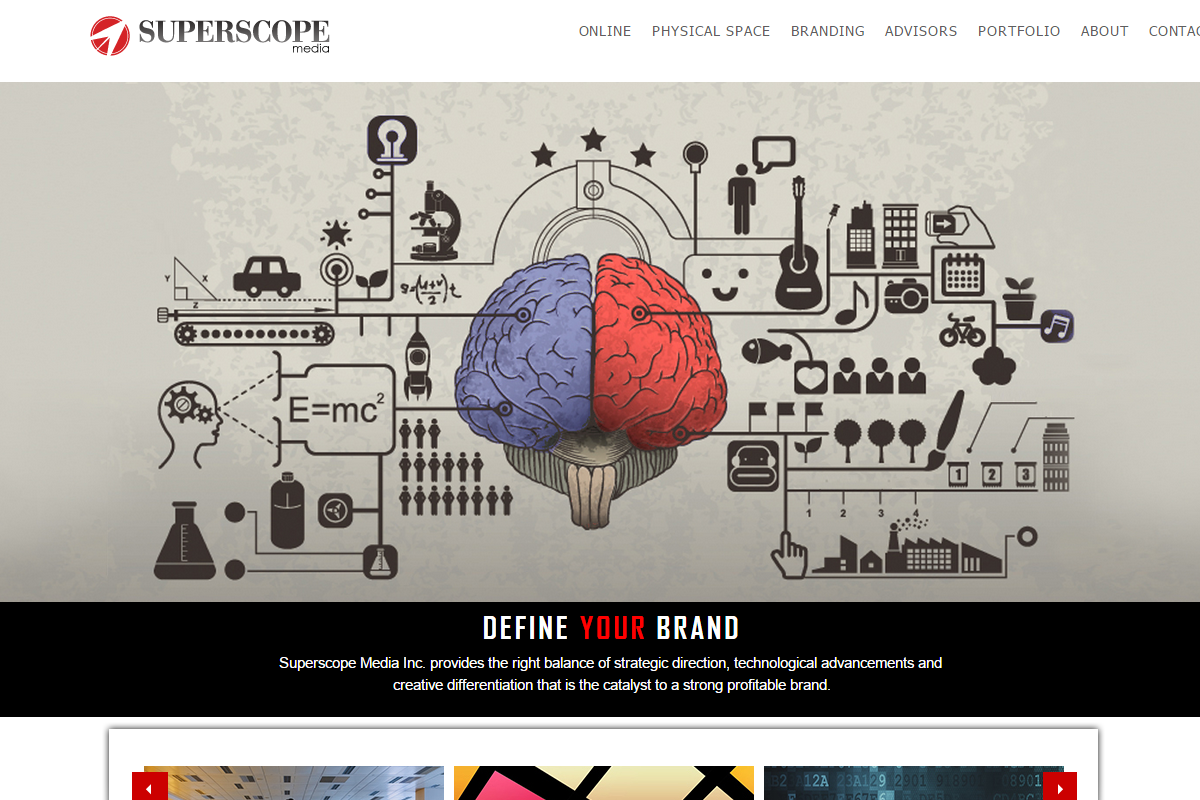 SUPERSCOPE
media
ONLINE PHYSICAL SPACE BRANDING ADVISORS PORTFOLIO ABOUT CONTAC
Y X
Z
s=(u+v/2)t
E=mc²
1 2 3
1 2 3 4
DEFINE YOUR BRAND
Superscope Media Inc. provides the right balance of strategic direction, technological advancements and
creative differentiation that is the catalyst to a strong profitable brand.